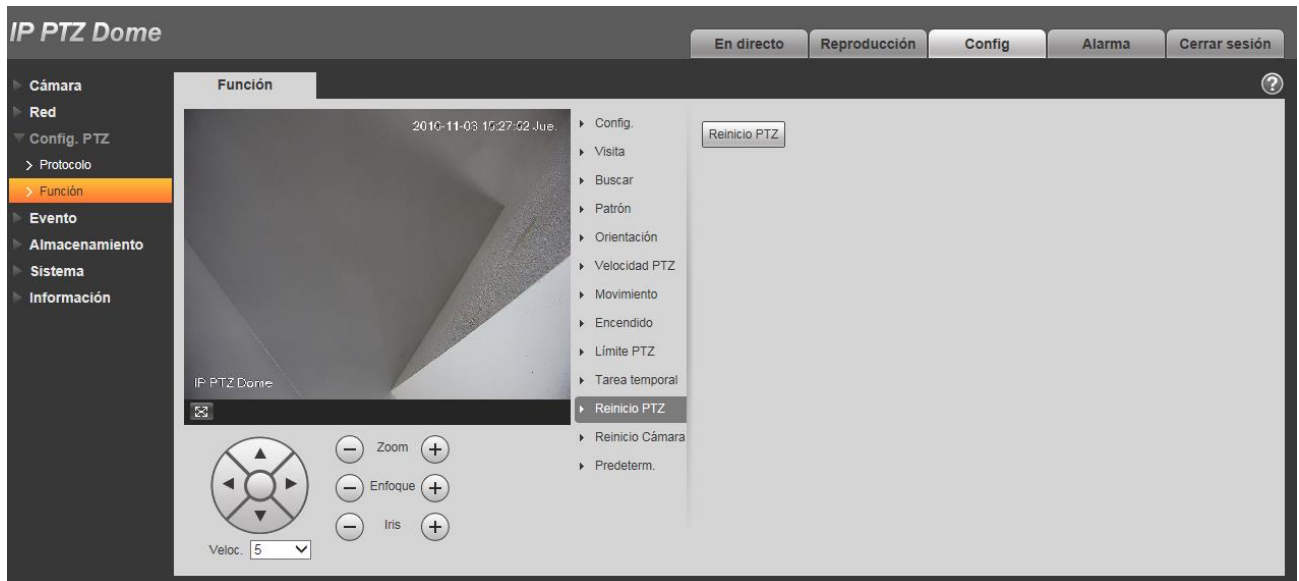 IP PTZ Dome
En directo
Reproducción
Config
Alarma
Cerrar sesión
Cámara
Red
Config. PTZ
Protocolo
Función
Evento
Almacenamiento
Sistema
Información
Función
?
2016-11-03 15:27:02 Jue.
IP PTZ Dome
Config.
Visita
Buscar
Patrón
Orientación
Velocidad PTZ
Movimiento
Encendido
Límite PTZ
Tarea temporal
Reinicio PTZ
Reinicio Cámara
Predeterm.
Reinicio PTZ
Zoom
Enfoque
Iris
Veloc. 5